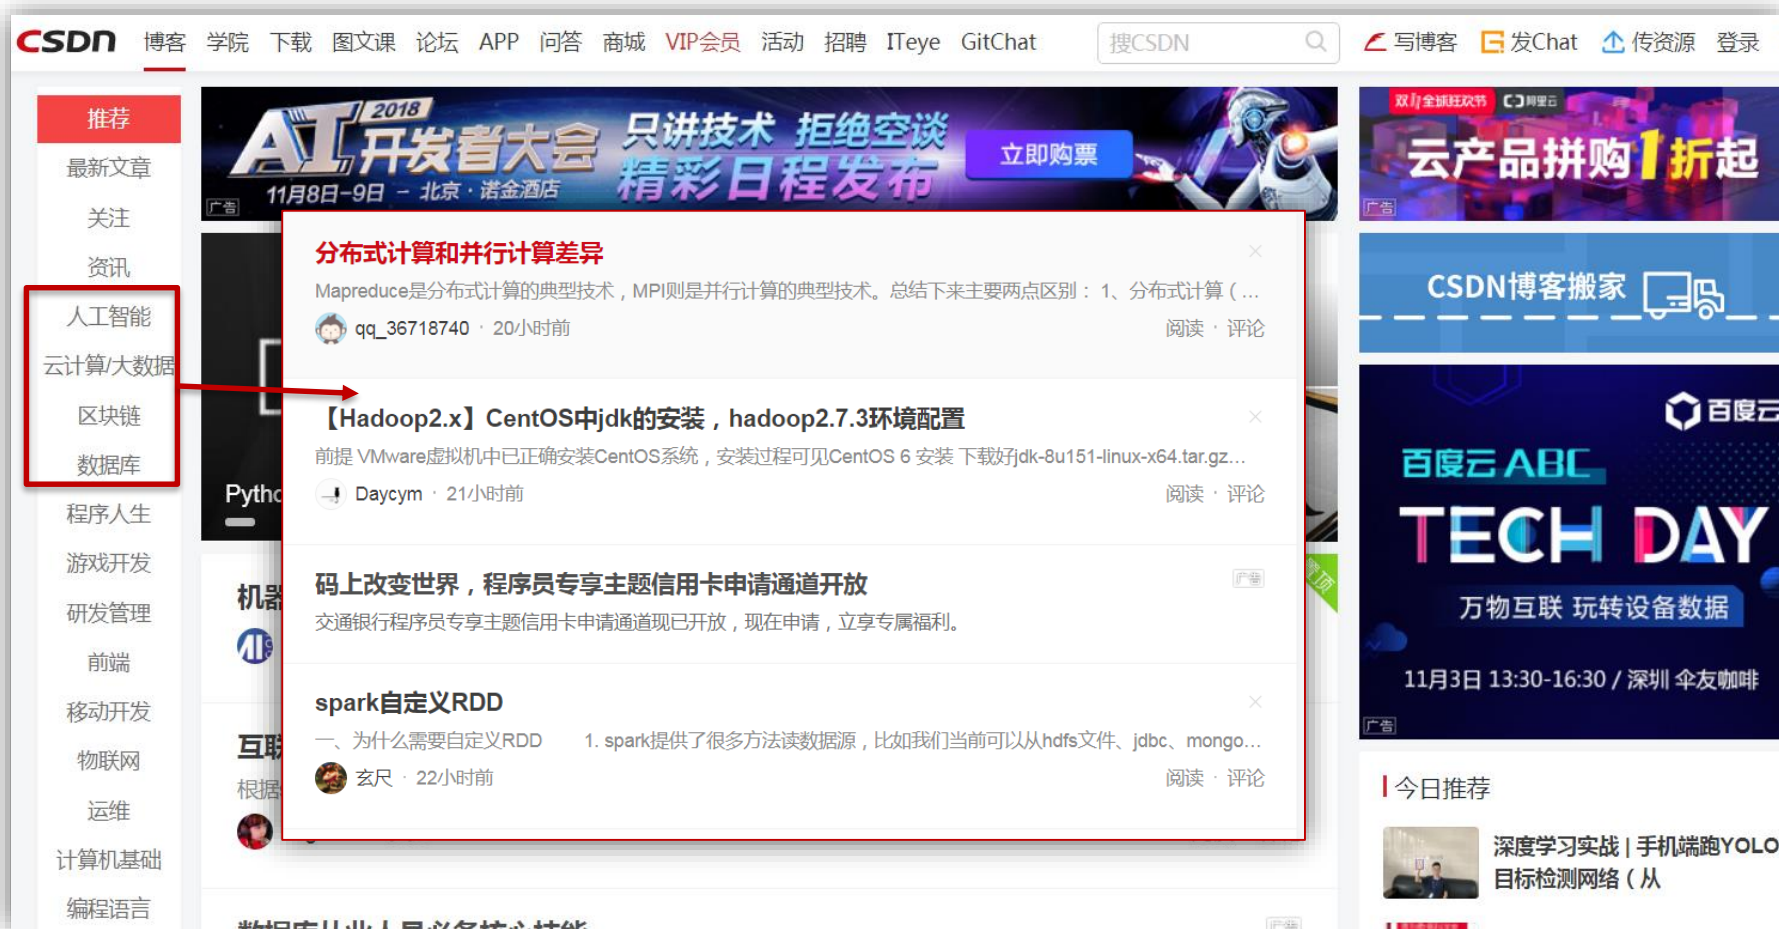 CSDN 博客 学院 下载 图文课 论坛 APP 问答 商城 VIP会员 活动 招聘 ITeye GitChat 搜CSDN 写博客 发Chat 传资源 登录
推荐
最新文章
关注
资讯
人工智能
云计算/大数据
区块链
数据库
程序人生
游戏开发
研发管理
前端
移动开发
物联网
运维
计算机基础
编程语言
AI 2018
开发者大会
11月8日-9日 - 北京·诺金酒店
只讲技术 拒绝空谈
精彩日程发布
立即购票
广告
分布式计算和并行计算差异
Mapreduce是分布式计算的典型技术，MPI则是并行计算的典型技术。总结下来主要两点区别： 1、分布式计算（...
qq_36718740 · 20小时前 阅读 · 评论
【Hadoop2.x】CentOS中jdk的安装，hadoop2.7.3环境配置
前提 VMware虚拟机中已正确安装CentOS系统，安装过程可见CentOS 6 安装 下载好jdk-8u151-linux-x64.tar.gz...
Daycym · 21小时前 阅读 · 评论
码上改变世界，程序员专享主题信用卡申请通道开放 广告
交通银行程序员专享主题信用卡申请通道现已开放，现在申请，立享专属福利。
spark自定义RDD
一、为什么需要自定义RDD 1. spark提供了很多方法读数据源，比如我们当前可以从hdfs文件、jdbc、mongo...
玄尺 · 22小时前 阅读 · 评论
Pytho
置顶
机器
互联
根据
双11全球狂欢节 阿里云
云产品拼购1折起
广告
CSDN博客搬家
百度云
百度云 ABC
TECH DAY
万物互联 玩转设备数据
11月3日 13:30-16:30 / 深圳 伞友咖啡
广告
今日推荐
深度学习实战 | 手机端跑YOLO
目标检测网络（从